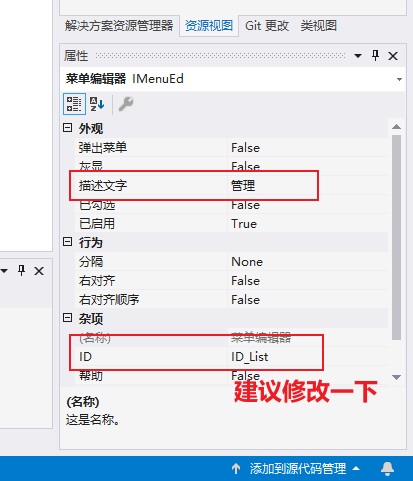 解决方案资源管理器 资源视图 Git 更改 类视图
属性
菜单编辑器 IMenuEd
外观
弹出菜单 False
灰显 False
描述文字 管理
已勾选 False
已启用 True
行为
分隔 None
右对齐 False
右对齐顺序 False
杂项
(名称) 菜单编辑器
ID ID_List
帮助 False
建议修改一下
(名称)
这是名称。
添加到源代码管理